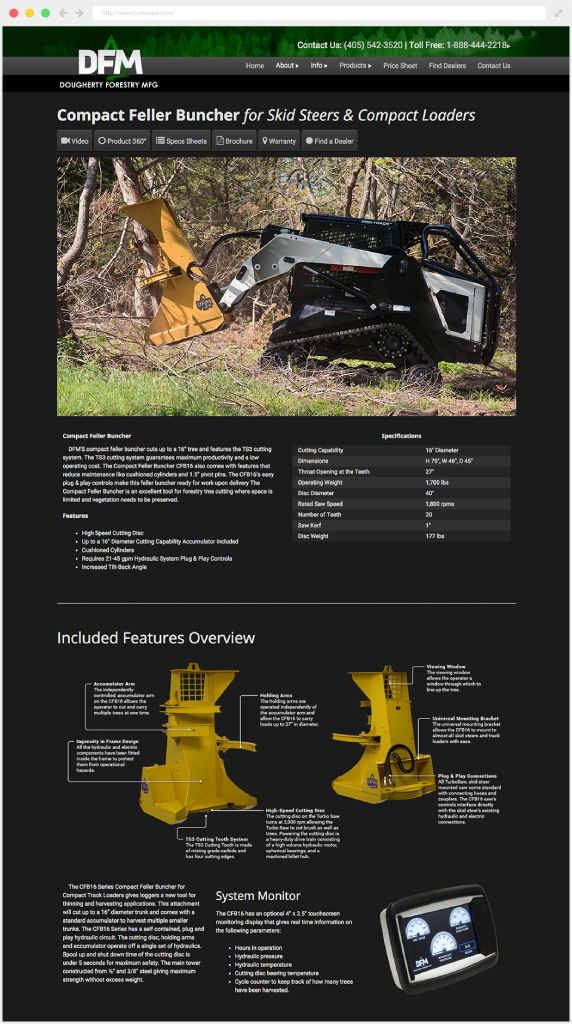 http://www.turbosaw.com/
Contact Us: (405) 542-3520 | Toll Free: 1-888-444-2218▸
DFM
DOUGHERTY FORESTRY MFG
Home About ▸ Info ▸ Products ▸ Price Sheet Find Dealers Contact Us
Compact Feller Buncher for Skid Steers & Compact Loaders
Video Product 360° Specs Sheets Brochure Warranty Find a Dealer
Compact Feller Buncher
DFM'S compact feller buncher cuts up to a 16" tree and features the TS3 cutting
system. The TS3 cutting system guarantees maximum productivity and a low
operating cost. The Compact Feller Buncher CFB16 also comes with features that
reduce maintenance like cushioned cylinders and 1.5" pivot pins. The CFB16's easy
plug & play controls make this feller buncher ready for work upon delivery The
Compact Feller Buncher is an excellent tool for forestry tree cutting where space is
limited and vegetation needs to be preserved.
Features
• High Speed Cutting Disc
• Up to a 16" Diameter Cutting Capability Accumulator Included
• Cushioned Cylinders
• Requires 21-45 gpm Hydraulic System Plug & Play Controls
• Increased Tilt-Back Angle
Specifications
Cutting Capability 16" Diameter
Dimensions H 75", W 46", D 45"
Throat Opening at the Teeth 27"
Operating Weight 1,700 lbs
Disc Diameter 40"
Rated Saw Speed 1,800 rpms
Number of Teeth 20
Saw Kerf 1"
Disc Weight 177 lbs
Included Features Overview
Accumulator Arm
The independently
controlled, accumulator arm
on the CFB16 allows the
operator to cut and carry
multiple trees at one time.
Ingenuity in Frame Design
All the hydraulic and electric
components have been fitted
inside the frame to protect
them from operational
hazards.
Holding Arms
The holding arms are
operated independently of
the accumulator arm and
allow the CFB16 to carry
loads up to 27" in diameter.
TS3 Cutting Tooth System
The TS3 Cutting Tooth is made
of mining grade carbide and
has four cutting edges.
High-Speed Cutting Disc
The cutting disc on the Turbo Saw
turns at 2,000 rpm allowing the
Turbo Saw to cut brush as well as
trees. Powering the cutting disc is
a heavy-duty drive train consisting
of a high volume hydraulic motor,
spherical bearings, and a
machined billet hub.
Viewing Window
The viewing window
allows the operator a
window through which to
line up the tree.
Universal Mounting Bracket
The universal mounting bracket
allows the CFB16 to mount to
almost all skid steers and track
loaders with ease.
Plug & Play Connections
All TurboSaw, skid steer
mounted saw come standard
with connecting hoses and
couplers. The CFB16 saw's
controls interface directly
with the skid steer's existing
hydraulic and electric
connections.
The CFB16 Series Compact Feller Buncher for
Compact Track Loaders gives loggers a new tool for
thinning and harvesting applications. This attachment
will cut up to a 16" diameter trunk and comes with a
standard accumulator to harvest multiple smaller
trunks. The CFB16 Series has a self contained, plug and
play hydraulic circuit. The cutting disc, holding arms
and accumulator operate off a single set of hydraulics.
Spool up and shut down time of the cutting disc is
under 5 seconds for maximum safety. The main tower
constructed from ¼" and 3/8" steel giving maximum
strength without excess weight.
System Monitor
The CFB16 has an optional 4" x 2.5" touchscreen
monitoring display that gives real time information on
the following parameters:
• Hours in operation
• Hydraulic pressure
• Hydraulic temperature
• Cutting disc bearing temperature
• Cycle counter to keep track of how many trees
have been harvested.
DFM